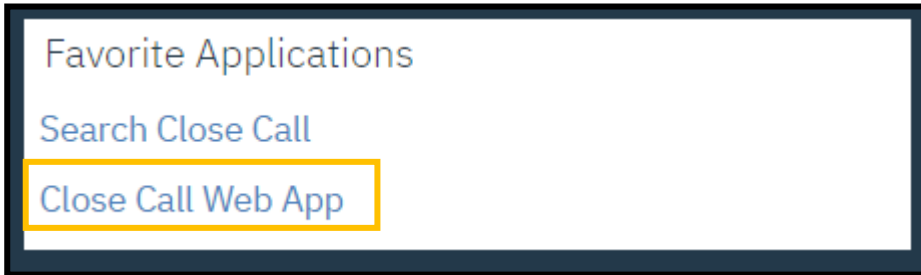 Favorite Applications
Search Close Call
Close Call Web App